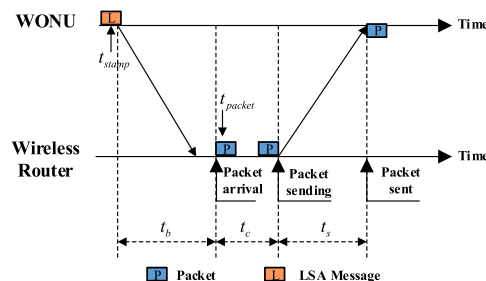 WONU
L
Time
P
t_stamp
t_packet
Wireless
Router
P
P
Time
Packet
arrival
Packet
sending
Packet
sent
t_b
t_c
t_s
P Packet
L LSA Message